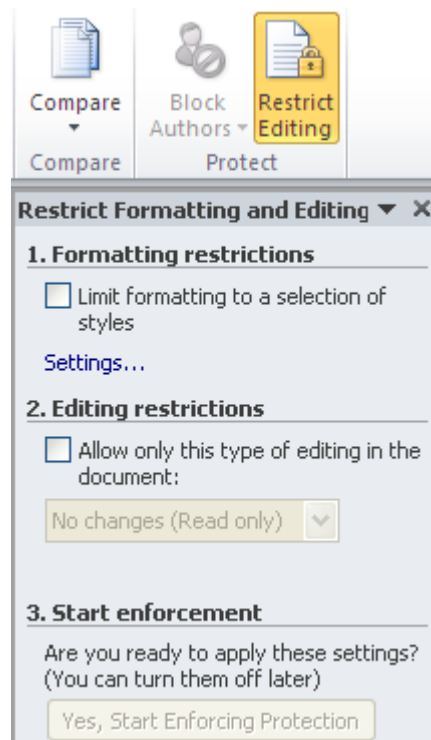 Compare
Block
Authors
Restrict
Editing
Compare
Protect
Restrict Formatting and Editing
1. Formatting restrictions
Limit formatting to a selection of
styles
Settings...
2. Editing restrictions
Allow only this type of editing in the
document:
No changes (Read only)
3. Start enforcement
Are you ready to apply these settings?
(You can turn them off later)
Yes, Start Enforcing Protection